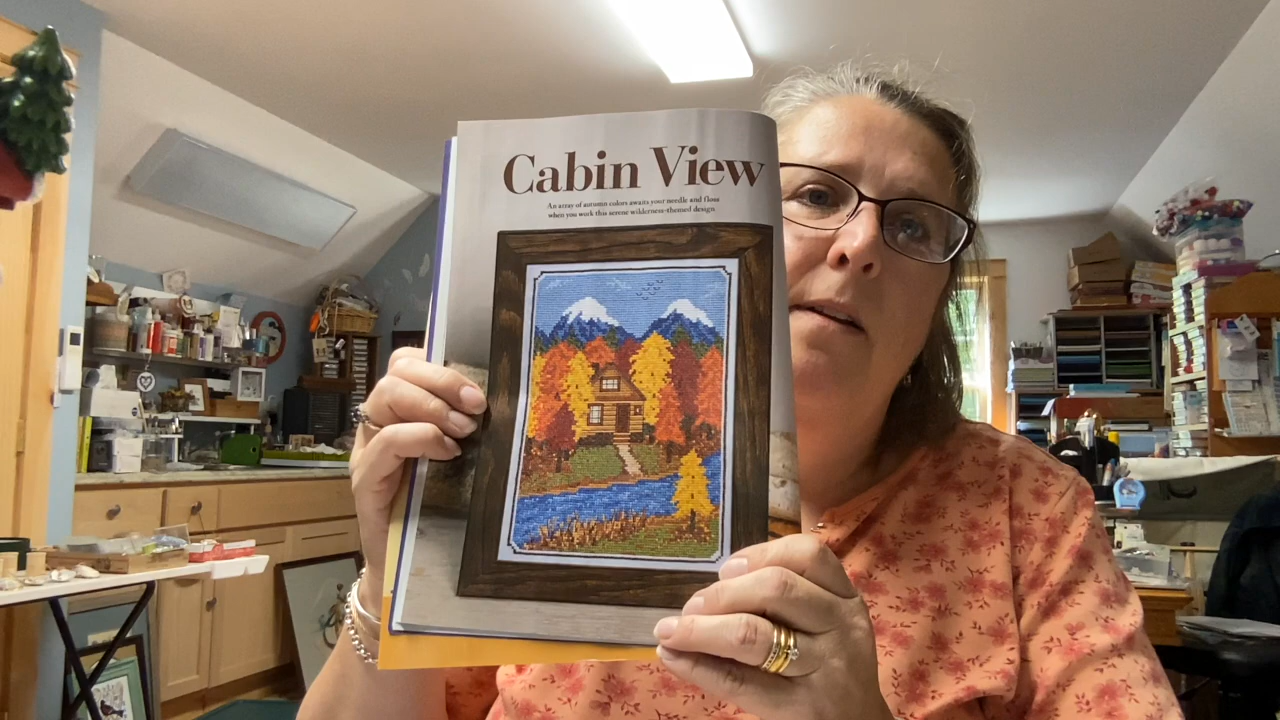 Cabin View
An array of autumn colors awaits your needle and floss
when you work this serene wilderness-themed design